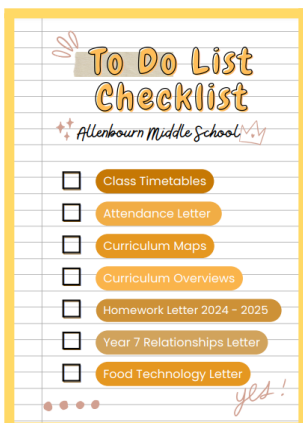 To Do List
Checklist
Allenbourn Middle School
Class Timetables
Attendance Letter
Curriculum Maps
Curriculum Overviews
Homework Letter 2024 - 2025
Year 7 Relationships Letter
Food Technology Letter
yes!